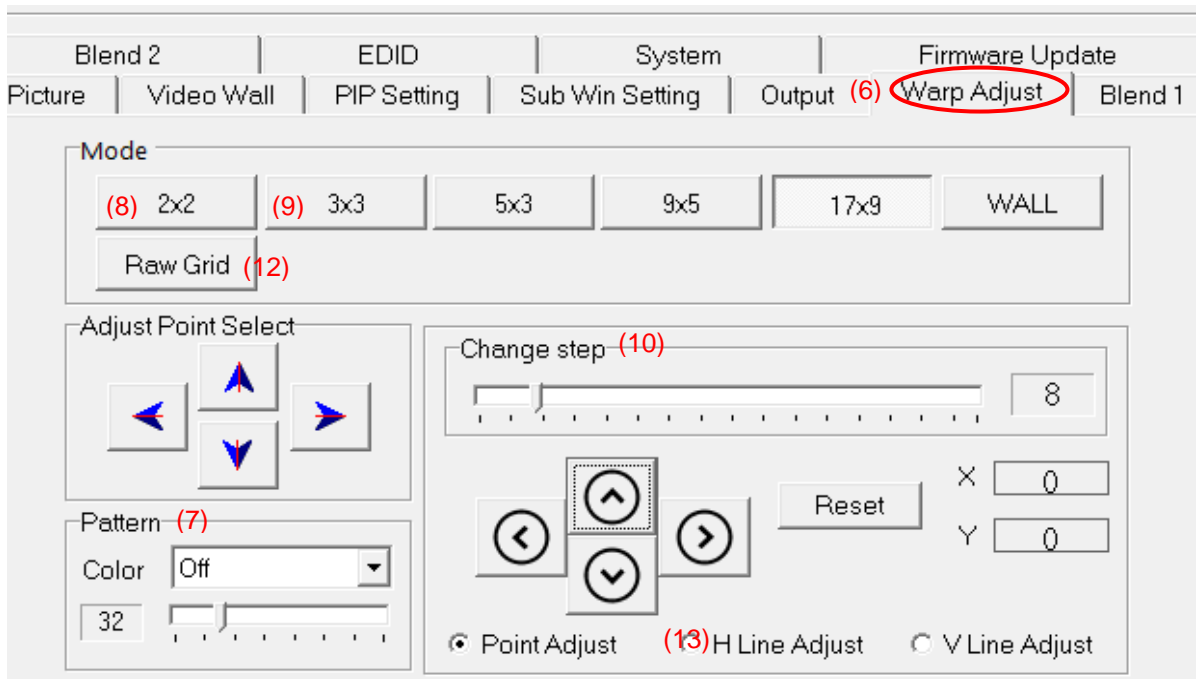 Blend 2 EDID System Firmware Update
Picture Video Wall PIP Setting Sub Win Setting Output (6) Warp Adjust Blend 1
Mode
(8) 2x2 (9) 3x3 5x3 9x5 17x9 WALL
Raw Grid (12)
Adjust Point Select
Change step (10)
8
X 0
Reset
Y 0
Pattern (7)
Color Off
32
Point Adjust (13) H Line Adjust V Line Adjust